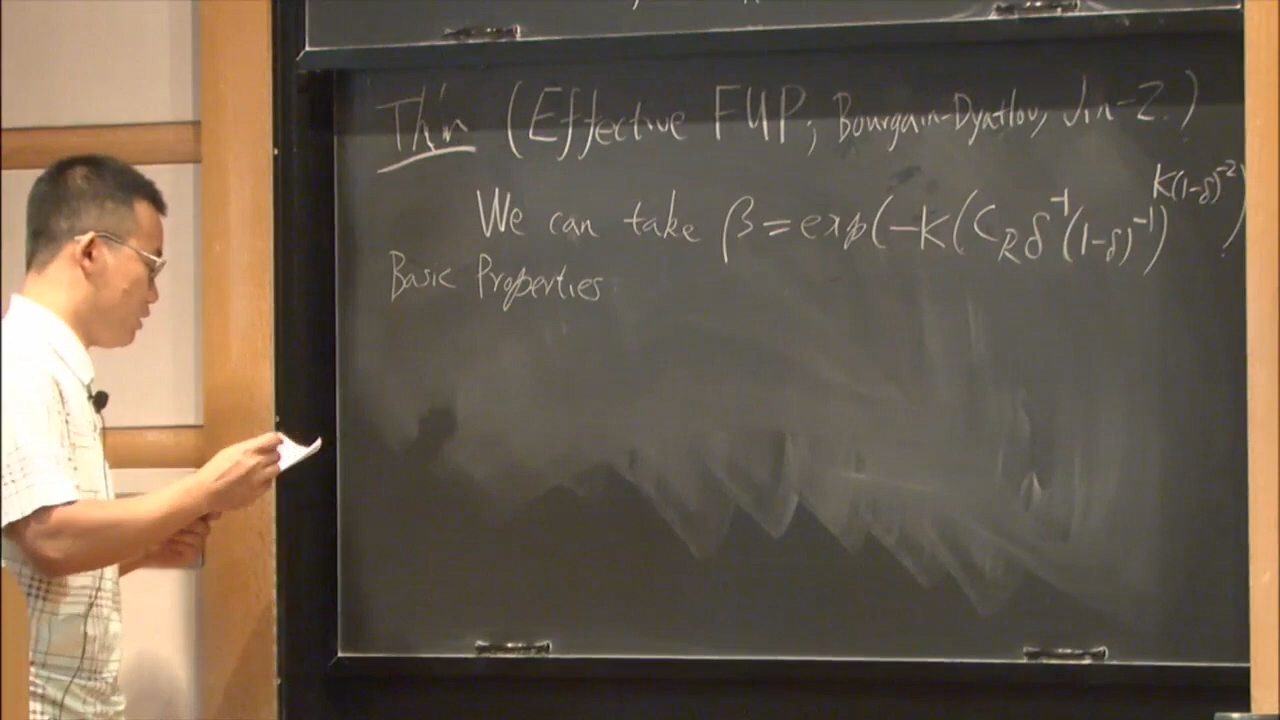 Thm (Effective FUP; Bourgain-Dyatlov, Jin-Z.)
We can take β = exp(-K(C_R δ^{-1}(1-δ)^{-1})^{K(1-δ)^{-2}})
Basic Properties